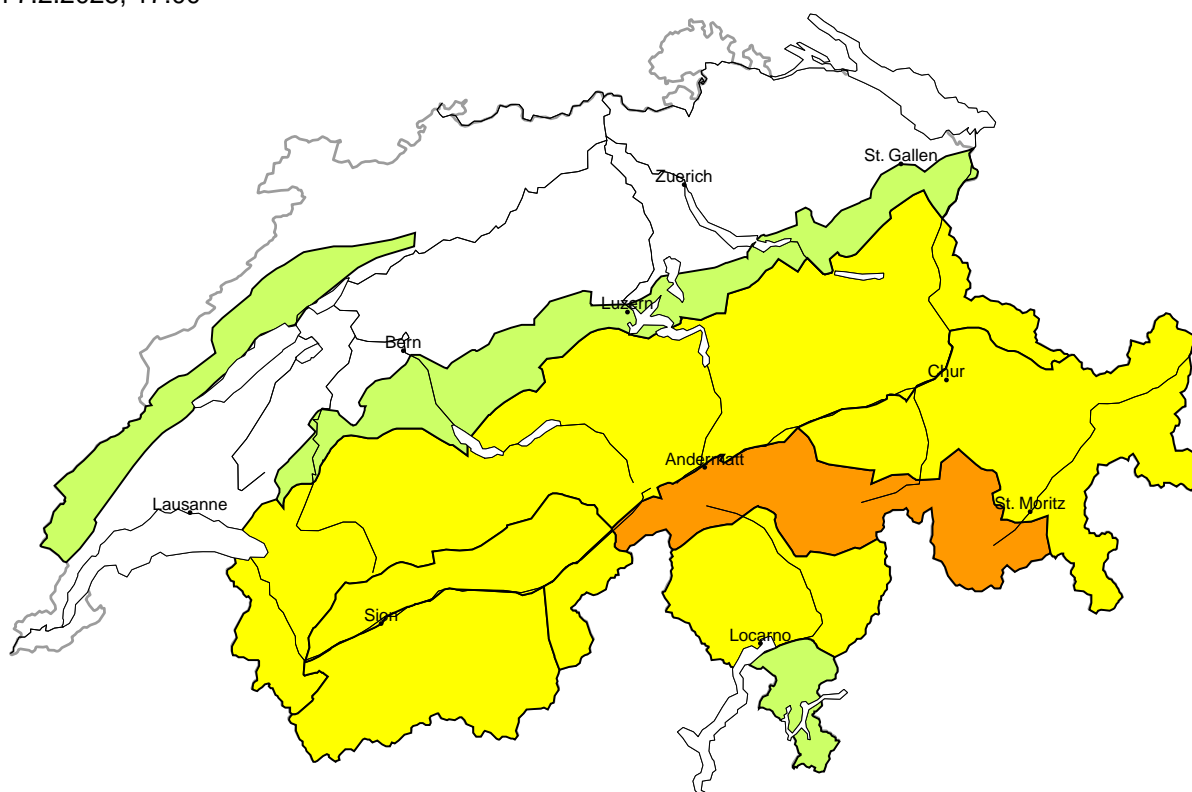 St. Gallen
Zuerich
Luzern
Bern
Chur
Andermatt
Lausanne
St. Moritz
Sion
Locarno